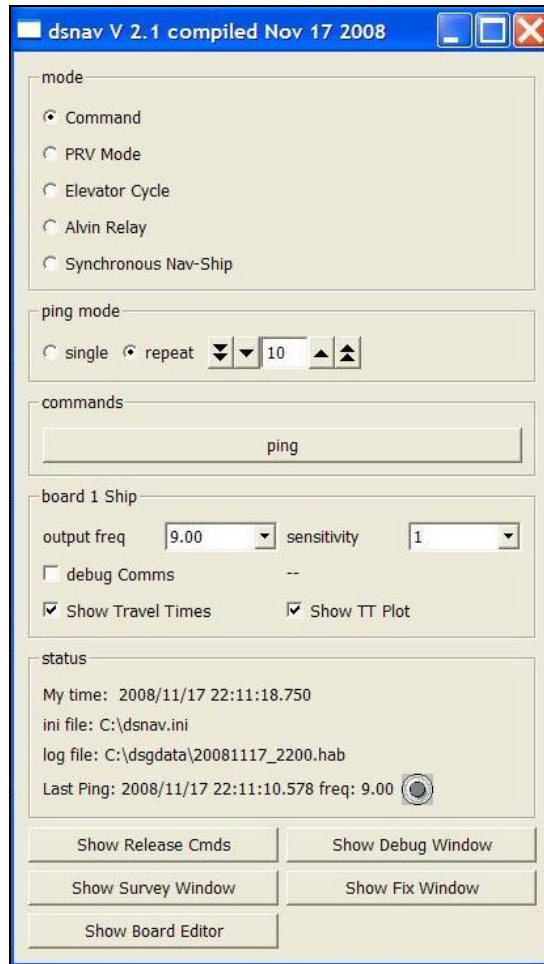 dsnav V 2.1 compiled Nov 17 2008
mode
Command
PRV Mode
Elevator Cycle
Alvin Relay
Synchronous Nav-Ship
ping mode
single repeat 10
commands
ping
board 1 Ship
output freq 9.00 sensitivity 1
debug Comms --
Show Travel Times Show TT Plot
status
My time: 2008/11/17 22:11:18.750
ini file: C:\dsnav.ini
log file: C:\dsgdata\20081117_2200.hab
Last Ping: 2008/11/17 22:11:10.578 freq: 9.00
Show Release Cmds Show Debug Window
Show Survey Window Show Fix Window
Show Board Editor